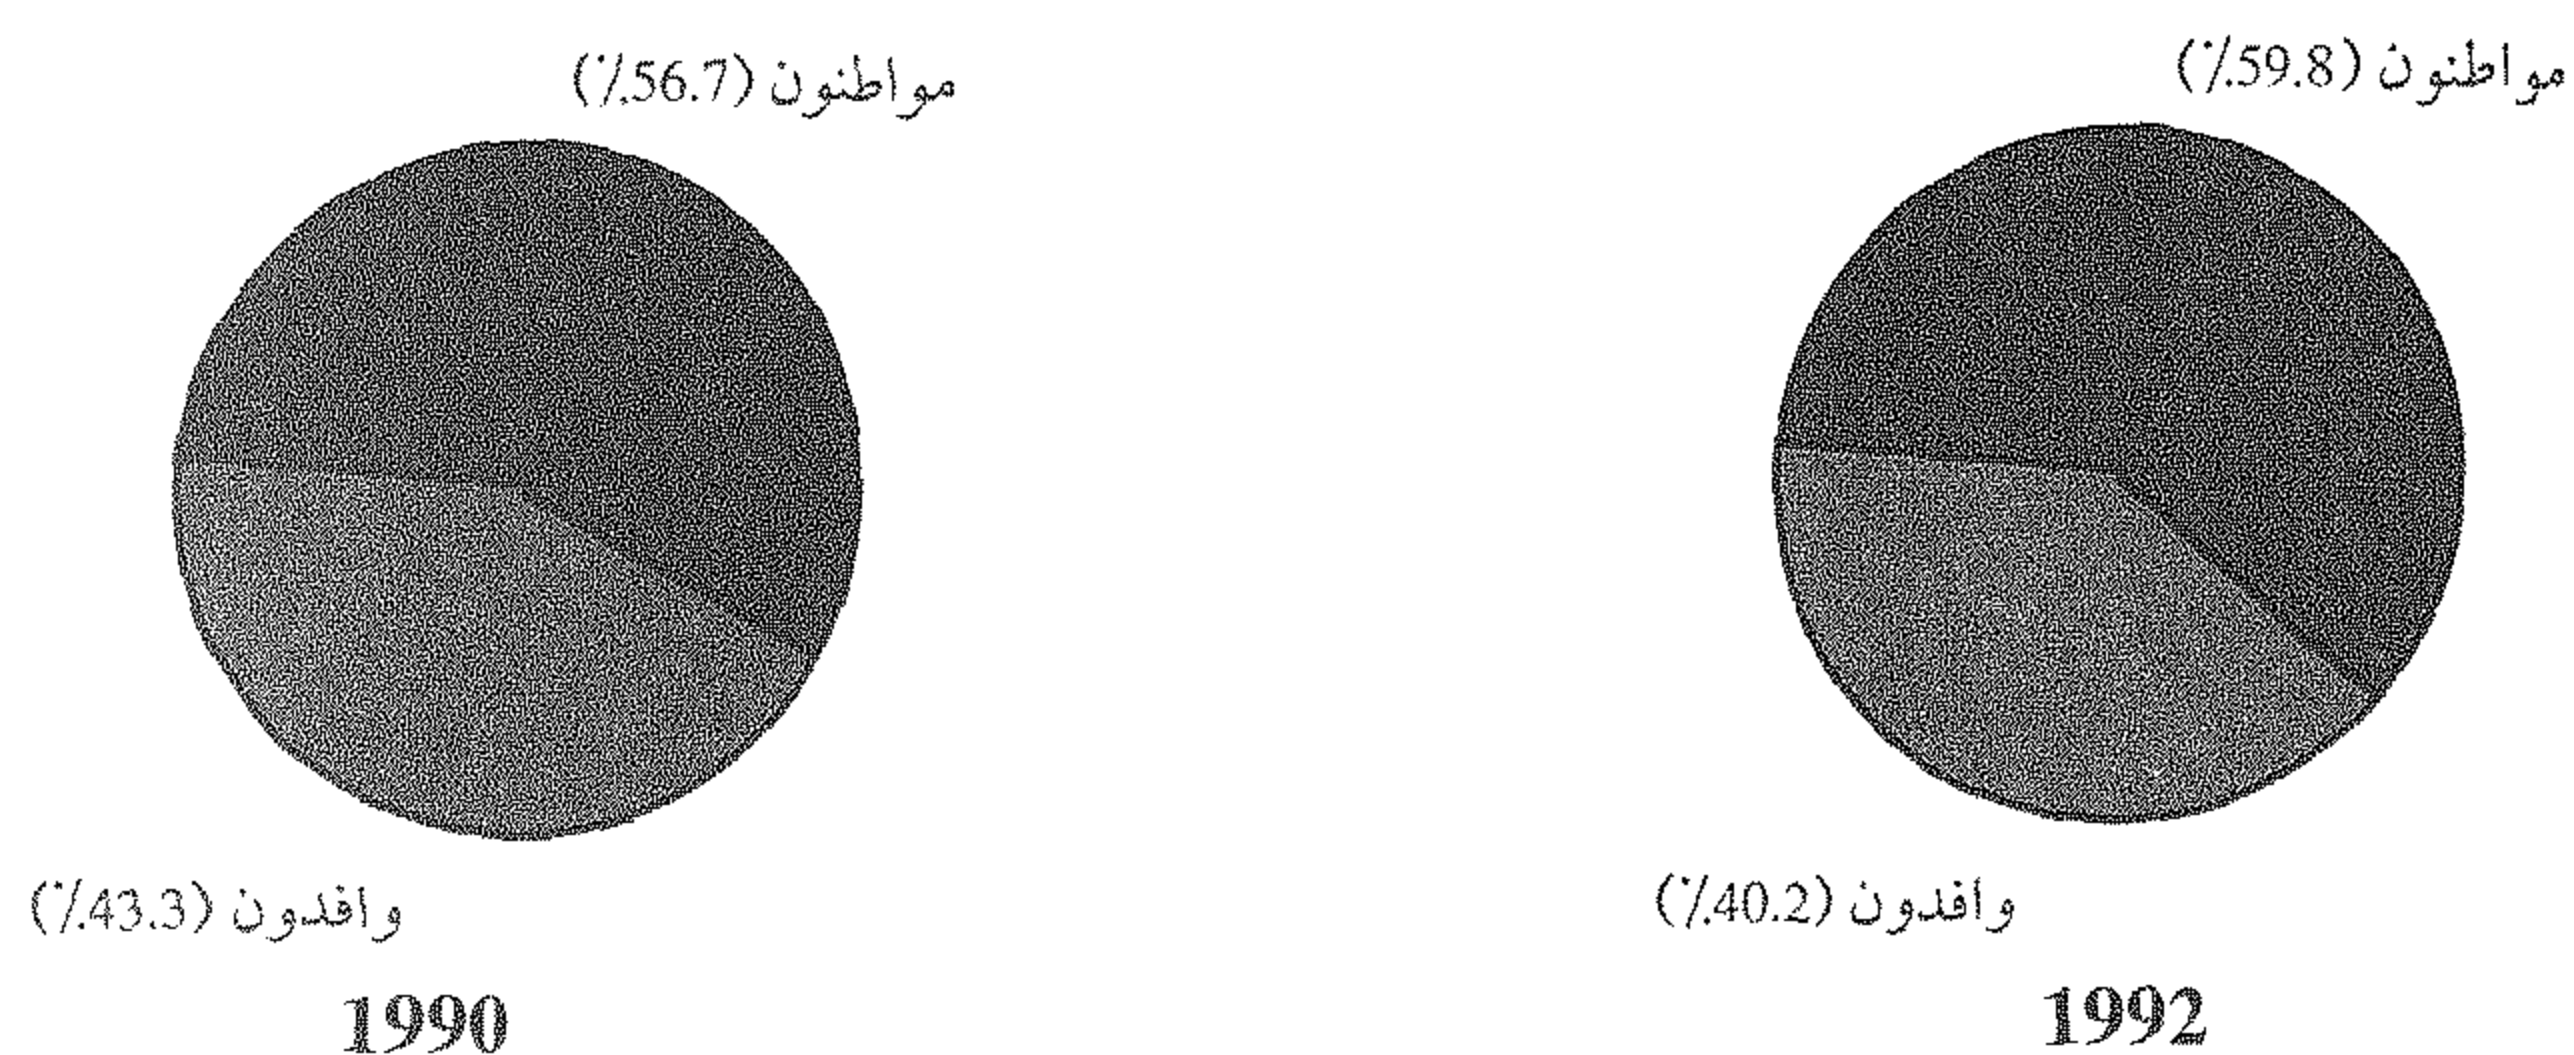 مواطنون (59.8٪)
وافدون (40.2٪)
1992
مواطنون (56.7٪)
وافدون (43.3٪)
1990